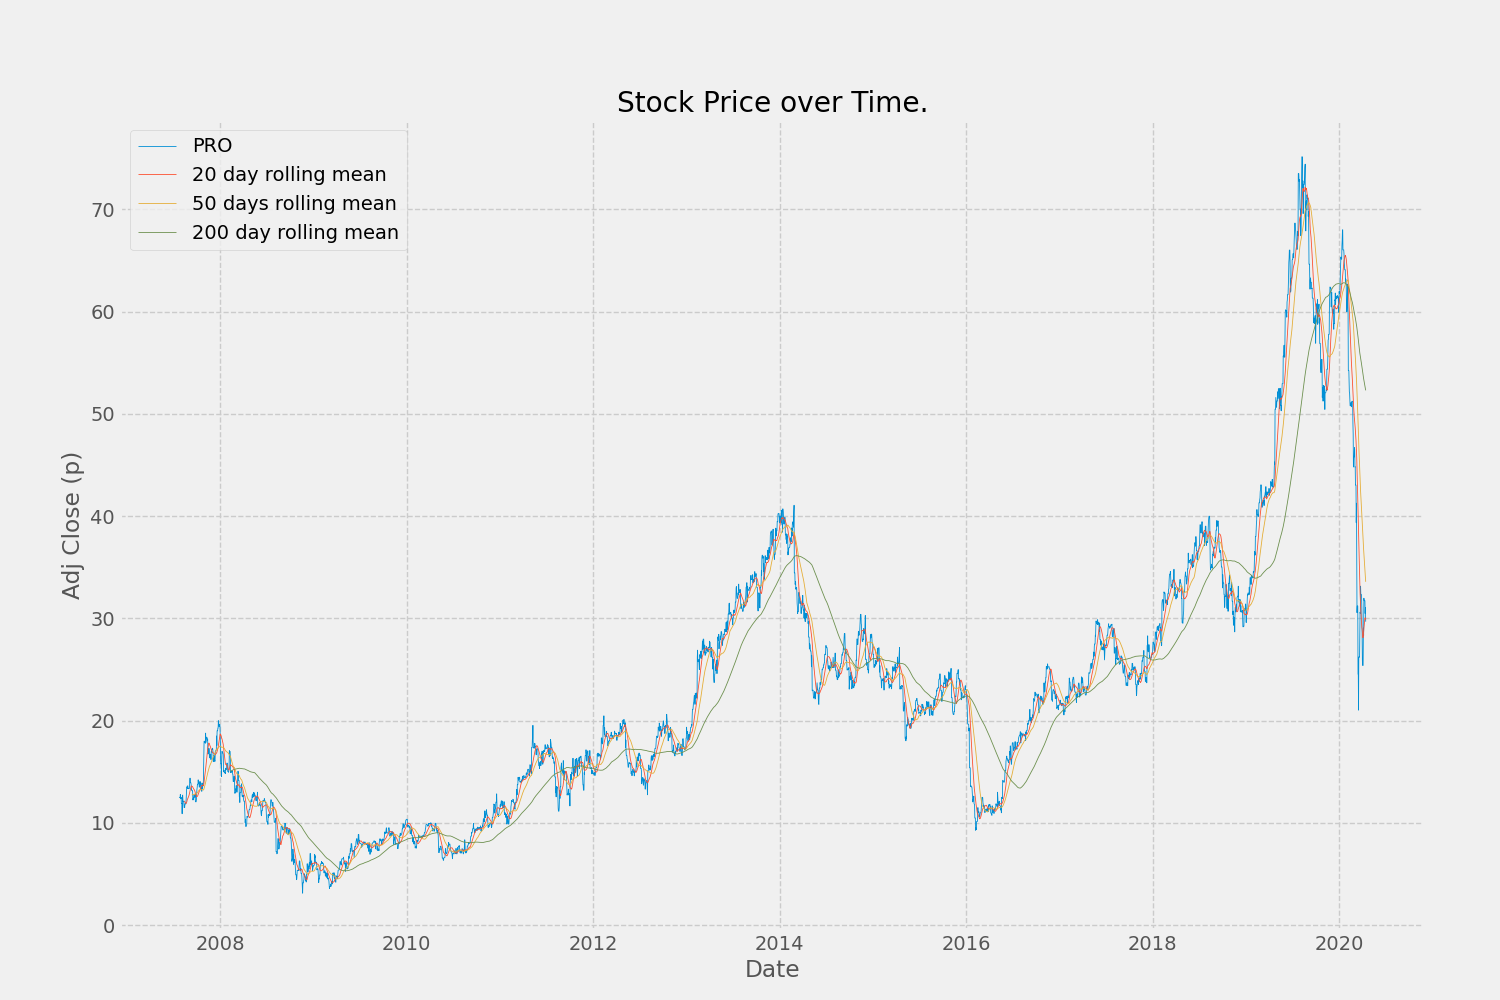 Stock Price over Time.
PRO
20 day rolling mean
50 days rolling mean
200 day rolling mean
Adj Close (p)
70
60
50
40
30
20
10
0
2008 2010 2012 2014 2016 2018 2020
Date